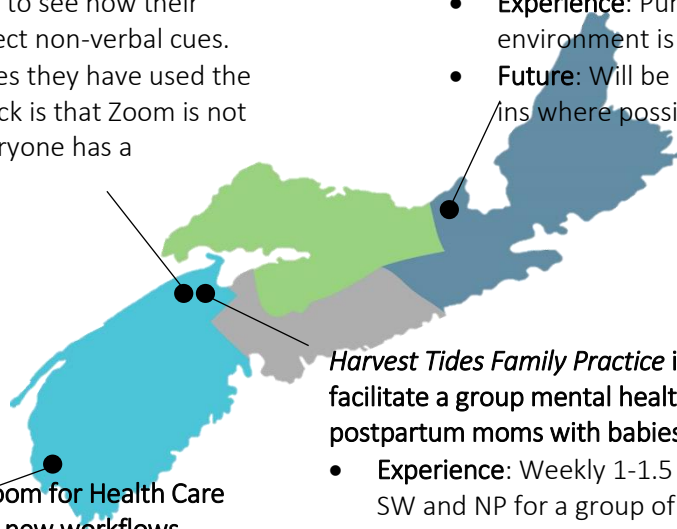 to see how their
ect non-verbal cues.
es they have used the
ck is that Zoom is not
ryone has a
• Experience: Pur
environment is
• Future: Will be
ins where possi
Harvest Tides Family Practice i
facilitate a group mental healt
postpartum moms with babies
• Experience: Weekly 1-1.5
SW and NP for a group of
oom for Health Care
new workflows